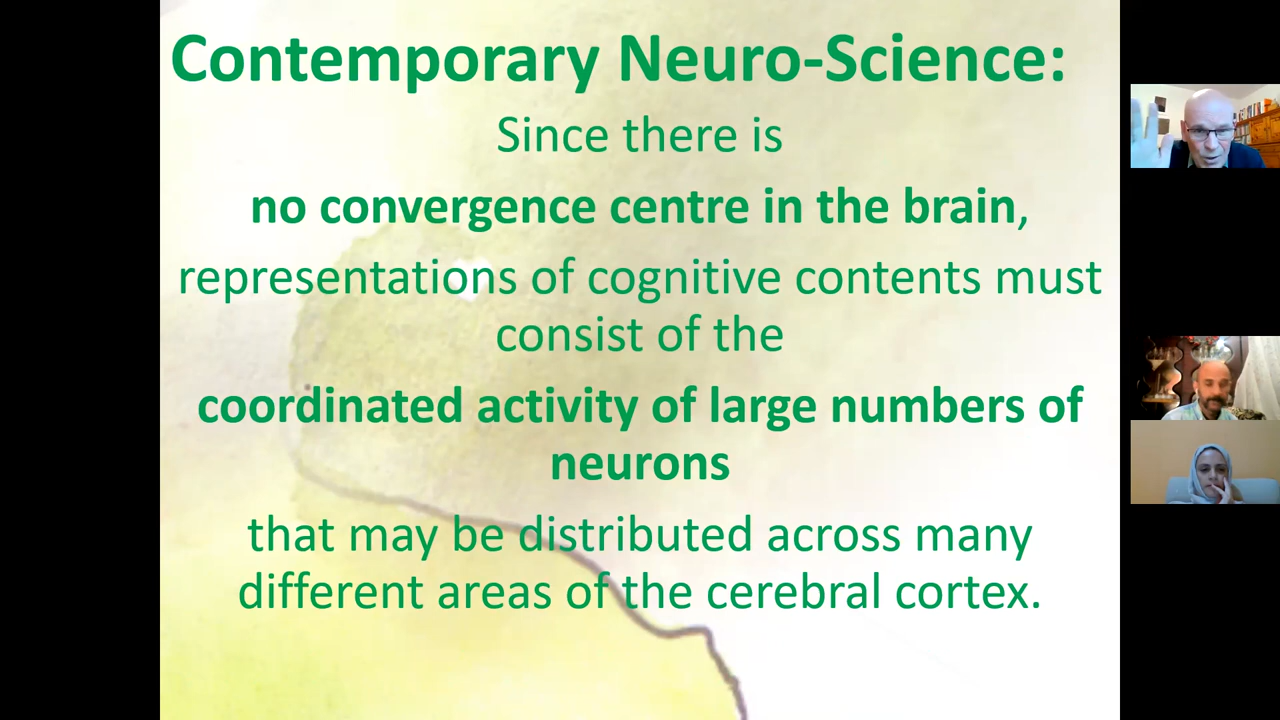 Contemporary Neuro-Science:
Since there is
no convergence centre in the brain,
representations of cognitive contents must
consist of the
coordinated activity of large numbers of
neurons
that may be distributed across many
different areas of the cerebral cortex.